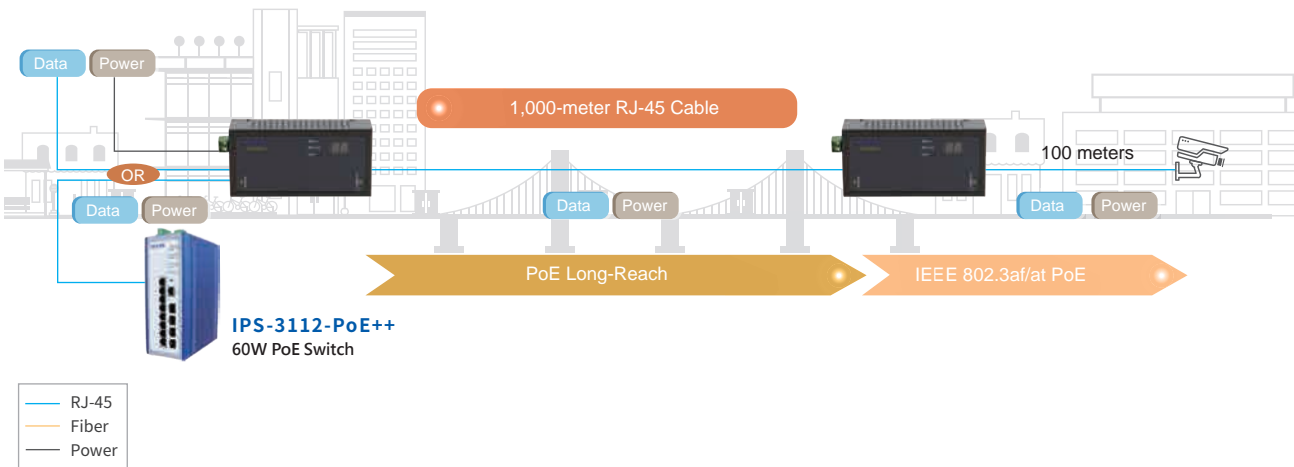 Data Power
1,000-meter RJ-45 Cable
100 meters
OR
Data Power
Data Power
Data Power
PoE Long-Reach
IEEE 802.3af/at PoE
IPS-3112-PoE++
60W PoE Switch
RJ-45
Fiber
Power